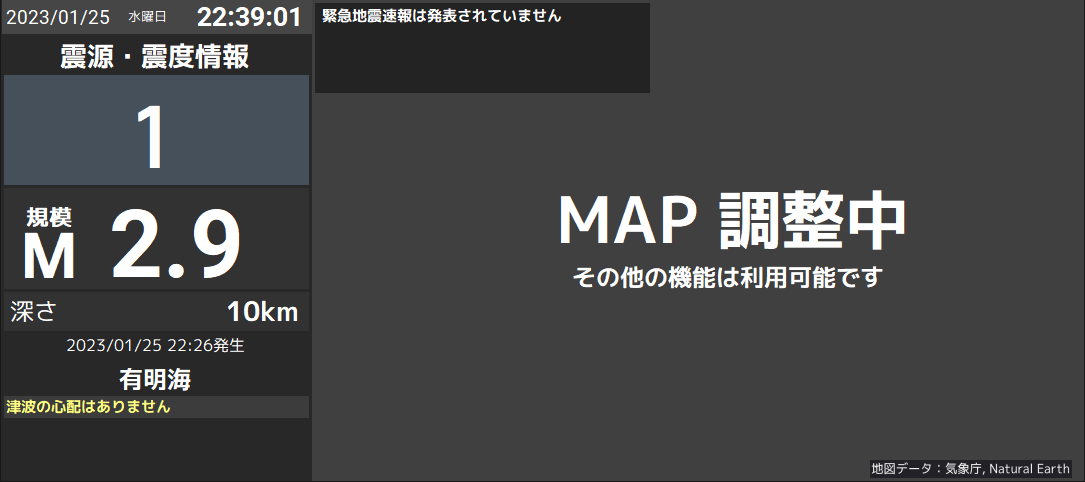 2023/01/25 水曜日 22:39:01
震源・震度情報
1
規模
M 2.9
深さ 10km
2023/01/25 22:26発生
有明海
津波の心配はありません
緊急地震速報は発表されていません
MAP 調整中
その他の機能は利用可能です
地図データ：気象庁, Natural Earth